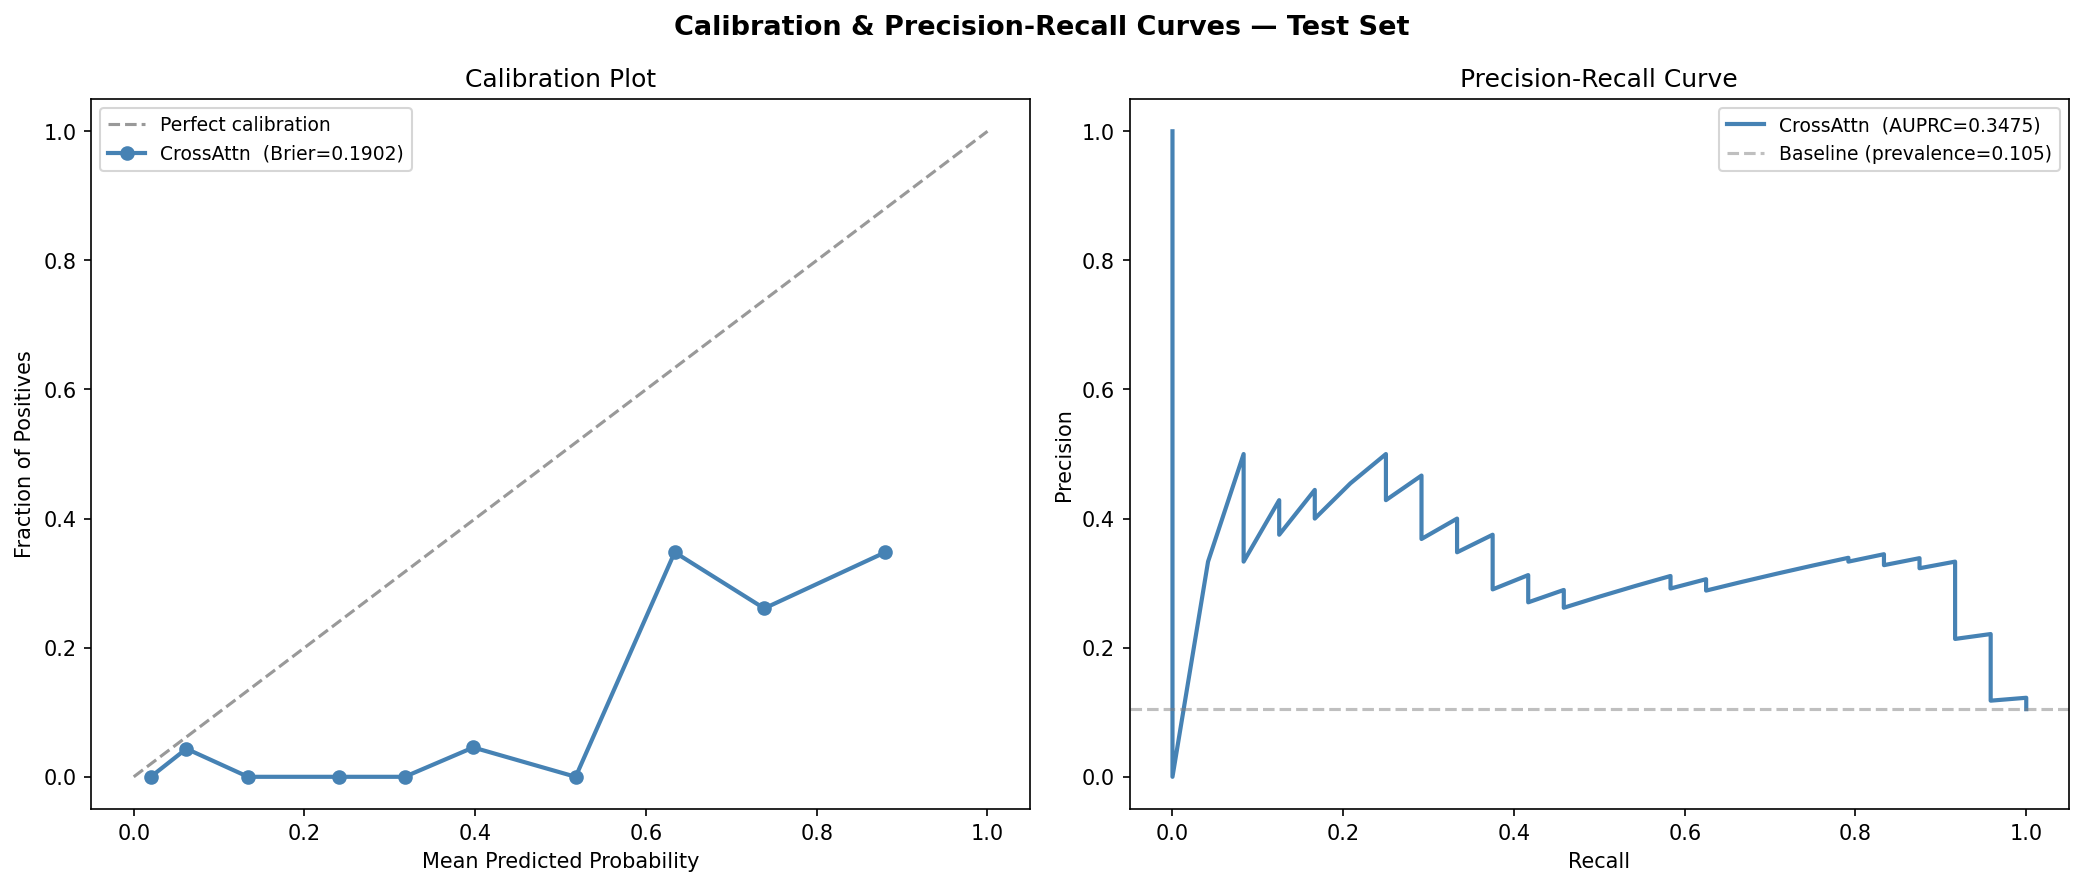 Calibration & Precision-Recall Curves — Test Set
Calibration Plot
Perfect calibration
CrossAttn (Brier=0.1902)
Fraction of Positives
1.0
0.8
0.6
0.4
0.2
0.0
0.0 0.2 0.4 0.6 0.8 1.0
Mean Predicted Probability
Precision-Recall Curve
CrossAttn (AUPRC=0.3475)
Baseline (prevalence=0.105)
Precision
1.0
0.8
0.6
0.4
0.2
0.0
0.0 0.2 0.4 0.6 0.8 1.0
Recall